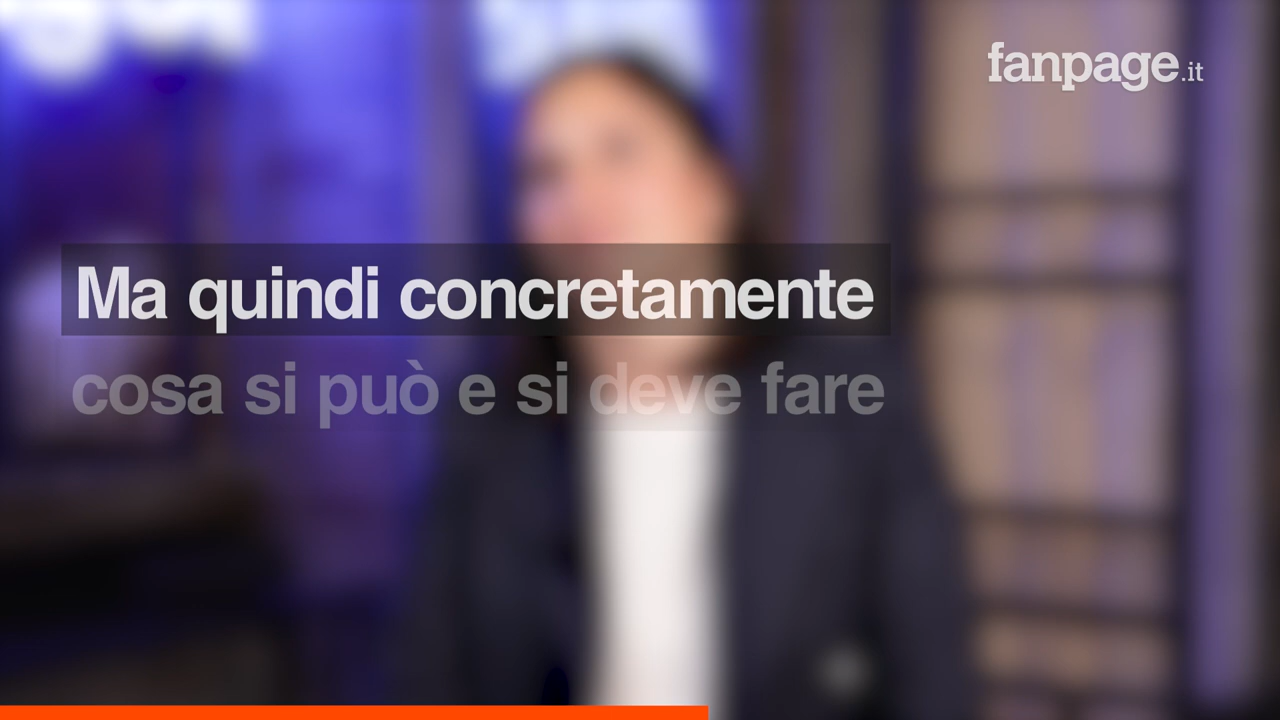 fanpage.it
Ma quindi concretamente
cosa si può e si deve fare